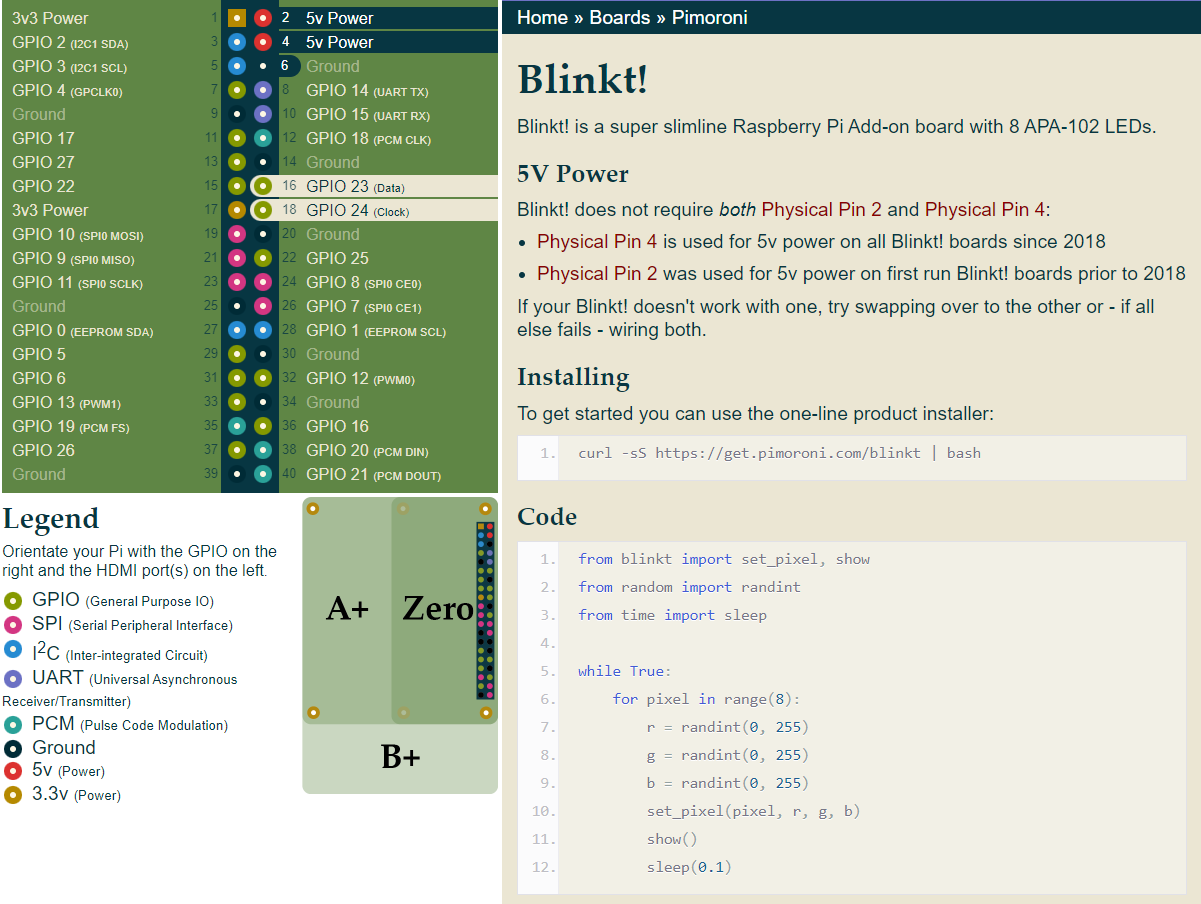 3v3 Power 1 2 5v Power
GPIO 2 (I2C1 SDA) 3 4 5v Power
GPIO 3 (I2C1 SCL) 5 6 Ground
GPIO 4 (GPCLK0) 7 8 GPIO 14 (UART TX)
Ground 9 10 GPIO 15 (UART RX)
GPIO 17 11 12 GPIO 18 (PCM CLK)
GPIO 27 13 14 Ground
GPIO 22 15 16 GPIO 23 (Data)
3v3 Power 17 18 GPIO 24 (Clock)
GPIO 10 (SPI0 MOSI) 19 20 Ground
GPIO 9 (SPI0 MISO) 21 22 GPIO 25
GPIO 11 (SPI0 SCLK) 23 24 GPIO 8 (SPI0 CE0)
Ground 25 26 GPIO 7 (SPI0 CE1)
GPIO 0 (EEPROM SDA) 27 28 GPIO 1 (EEPROM SCL)
GPIO 5 29 30 Ground
GPIO 6 31 32 GPIO 12 (PWM0)
GPIO 13 (PWM1) 33 34 Ground
GPIO 19 (PCM FS) 35 36 GPIO 16
GPIO 26 37 38 GPIO 20 (PCM DIN)
Ground 39 40 GPIO 21 (PCM DOUT)
Legend
Orientate your Pi with the GPIO on the
right and the HDMI port(s) on the left.
GPIO (General Purpose IO)
SPI (Serial Peripheral Interface)
I2C (Inter-integrated Circuit)
UART (Universal Asynchronous
Receiver/Transmitter)
PCM (Pulse Code Modulation)
Ground
5v (Power)
3.3v (Power)
A+ Zero
B+
Home » Boards » Pimoroni
Blinkt!
Blinkt! is a super slimline Raspberry Pi Add-on board with 8 APA-102 LEDs.
5V Power
Blinkt! does not require both Physical Pin 2 and Physical Pin 4:
• Physical Pin 4 is used for 5v power on all Blinkt! boards since 2018
• Physical Pin 2 was used for 5v power on first run Blinkt! boards prior to 2018
If your Blinkt! doesn't work with one, try swapping over to the other or - if all
else fails - wiring both.
Installing
To get started you can use the one-line product installer:
1. curl -sS https://get.pimoroni.com/blinkt | bash
Code
1. from blinkt import set_pixel, show
2. from random import randint
3. from time import sleep
4.
5. while True:
6. for pixel in range(8):
7. r = randint(0, 255)
8. g = randint(0, 255)
9. b = randint(0, 255)
10. set_pixel(pixel, r, g, b)
11. show()
12. sleep(0.1)